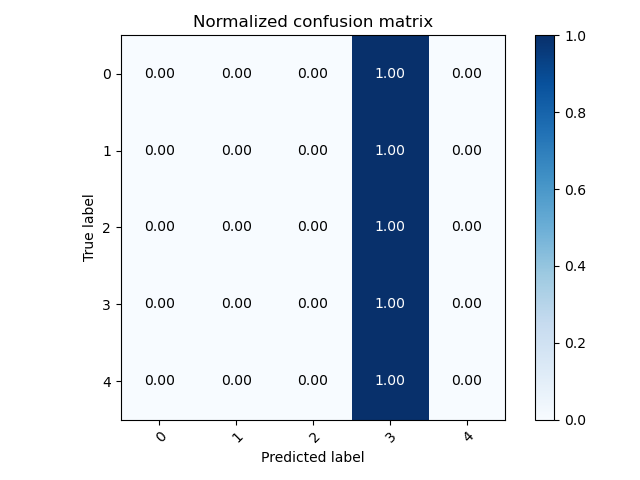 Normalized confusion matrix
True label
0 0.00 0.00 0.00 1.00 0.00
1 0.00 0.00 0.00 1.00 0.00
2 0.00 0.00 0.00 1.00 0.00
3 0.00 0.00 0.00 1.00 0.00
4 0.00 0.00 0.00 1.00 0.00
0 1 2 3 4
Predicted label
1.0
0.8
0.6
0.4
0.2
0.0